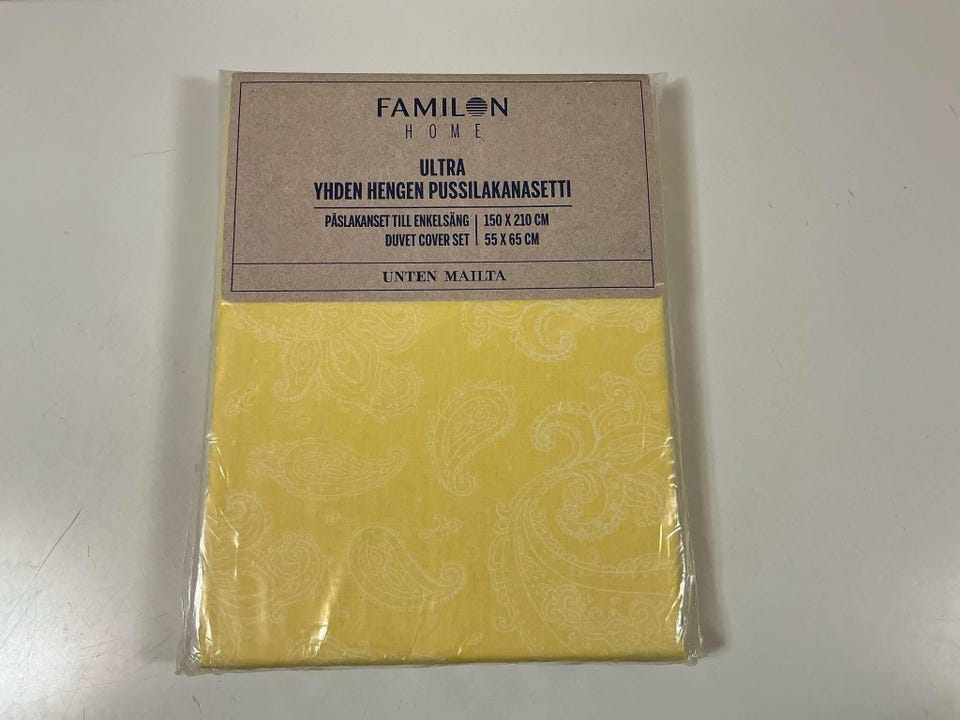 FAMILON
HOME
ULTRA
YHDEN HENGEN PUSSILAKANASETTI
PÅSLAKANSET TILL ENKELSÄNG | 150 X 210 CM
DUVET COVER SET | 55 X 65 CM
UNTEN MAILTA